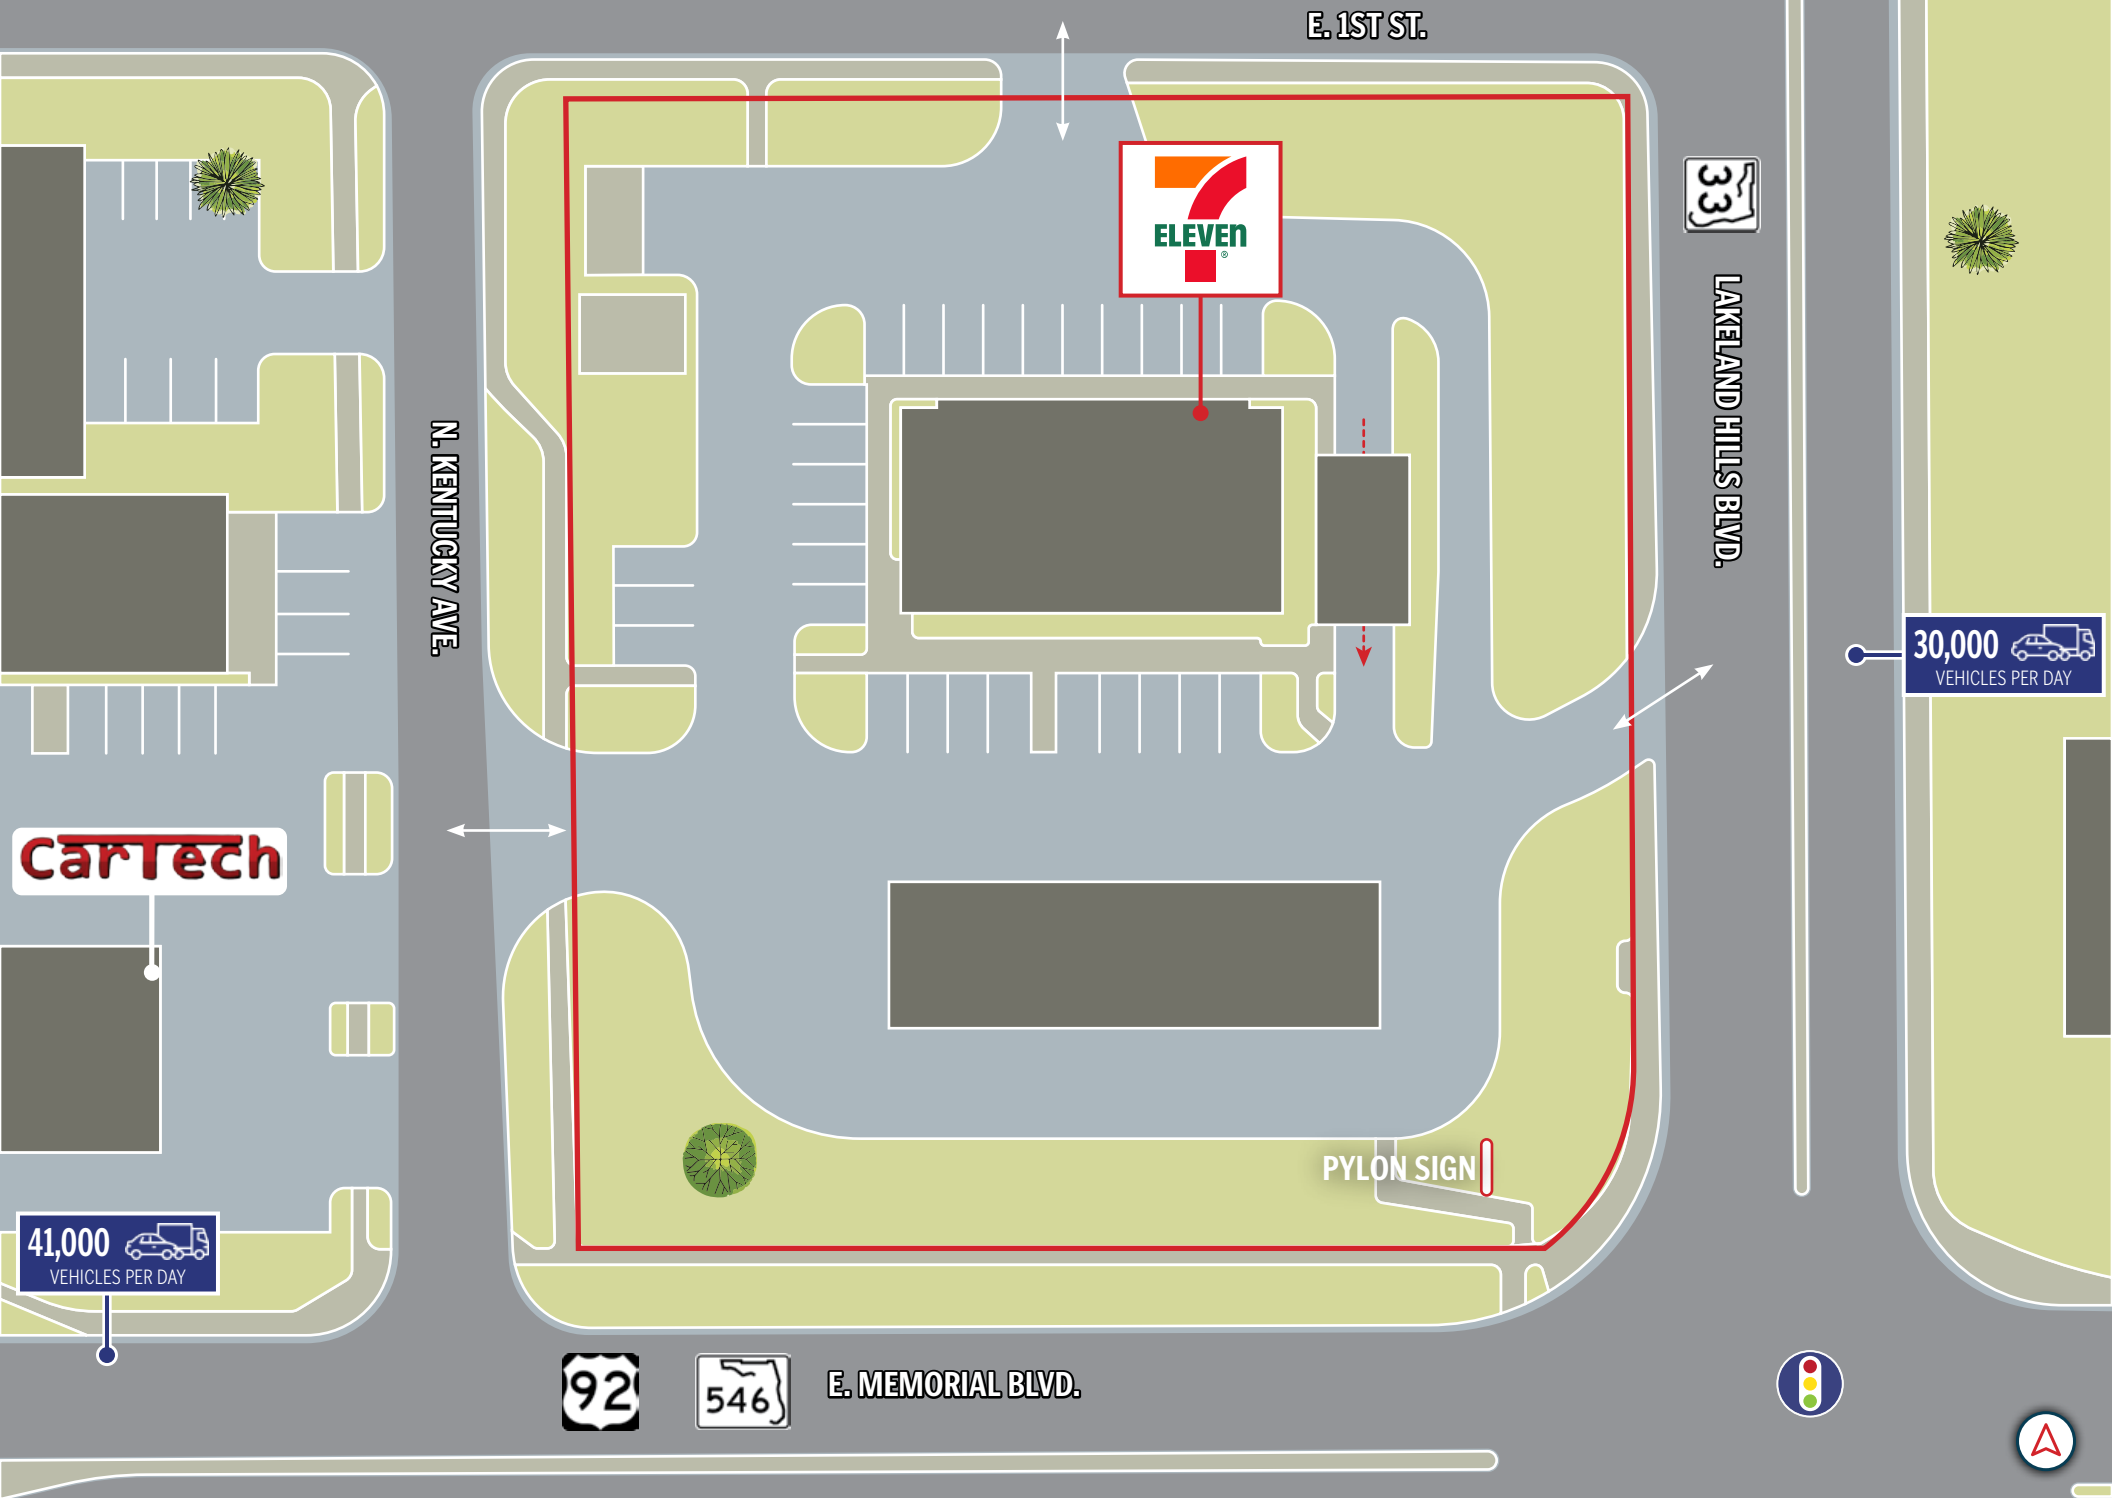 E. 1ST ST.
33
7
ELEVEN
®
LAKELAND HILLS BLVD.
N. KENTUCKY AVE.
30,000
VEHICLES PER DAY
CarTech
PYLON SIGN
41,000
VEHICLES PER DAY
92
546
E. MEMORIAL BLVD.